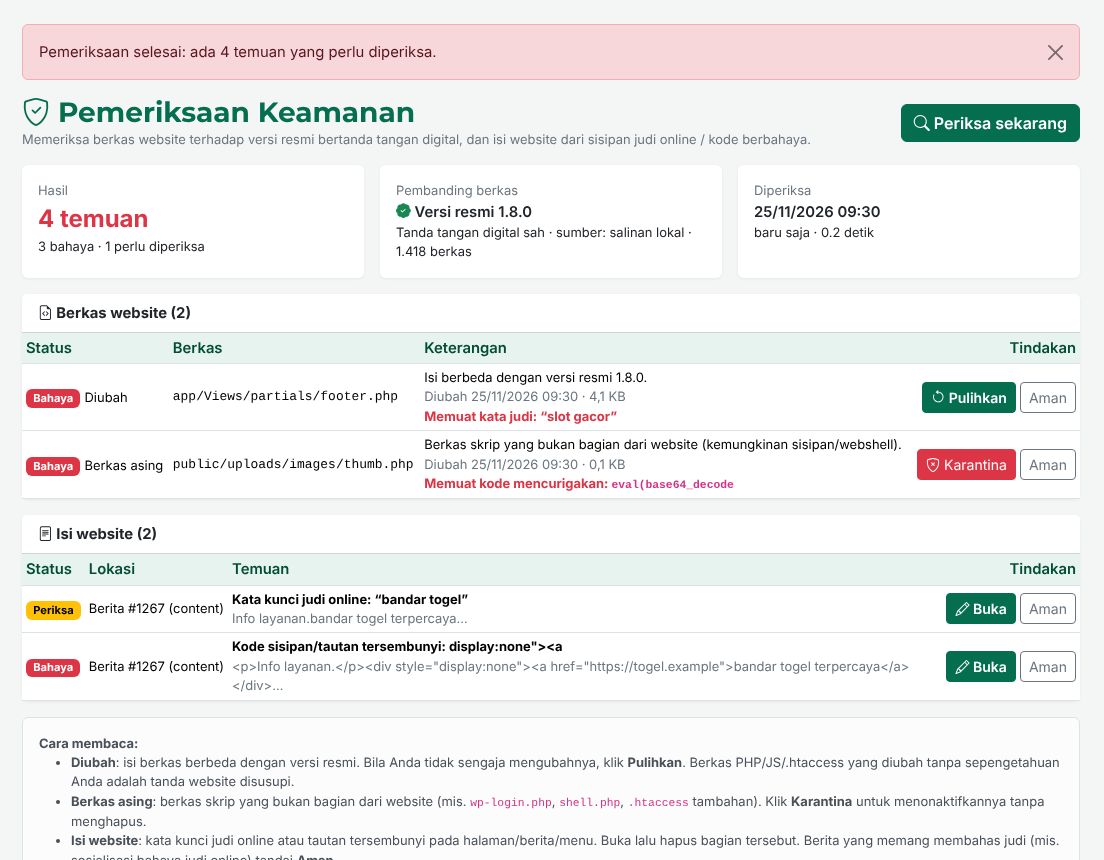 Pemeriksaan selesai: ada 4 temuan yang perlu diperiksa.
Pemeriksaan Keamanan
Memeriksa berkas website terhadap versi resmi bertanda tangan digital, dan isi website dari sisipan judi online / kode berbahaya.
Periksa sekarang
Hasil
4 temuan
3 bahaya · 1 perlu diperiksa
Pembanding berkas
Versi resmi 1.8.0
Tanda tangan digital sah · sumber: salinan lokal ·
1.418 berkas
Diperiksa
25/11/2026 09:30
baru saja · 0.2 detik
Berkas website (2)
Status Berkas Keterangan Tindakan
Bahaya Diubah app/Views/partials/footer.php
Isi berbeda dengan versi resmi 1.8.0.
Diubah 25/11/2026 09:30 · 4,1 KB
Memuat kata judi: “slot gacor”
Pulihkan Aman
Bahaya Berkas asing public/uploads/images/thumb.php
Berkas skrip yang bukan bagian dari website (kemungkinan sisipan/webshell).
Diubah 25/11/2026 09:30 · 0,1 KB
Memuat kode mencurigakan: eval(base64_decode
Karantina Aman
Isi website (2)
Status Lokasi Temuan Tindakan
Periksa Berita #1267 (content)
Kata kunci judi online: “bandar togel”
Info layanan.bandar togel terpercaya...
Buka Aman
Bahaya Berita #1267 (content)
Kode sisipan/tautan tersembunyi: display:none"><a
<p>Info layanan.</p><div style="display:none"><a href="https://togel.example">bandar togel terpercaya</a>
</div>...
Buka Aman
Cara membaca:
• Diubah: isi berkas berbeda dengan versi resmi. Bila Anda tidak sengaja mengubahnya, klik Pulihkan. Berkas PHP/JS/.htaccess yang diubah tanpa sepengetahuan
Anda adalah tanda website disusupi.
• Berkas asing: berkas skrip yang bukan bagian dari website (mis. wp-login.php, shell.php, .htaccess tambahan). Klik Karantina untuk menonaktifkannya tanpa
menghapus.
• Isi website: kata kunci judi online atau tautan tersembunyi pada halaman/berita/menu. Buka lalu hapus bagian tersebut. Berita yang memang membahas judi (mis.
sosialisasi bahaya judi online) tandai Aman.